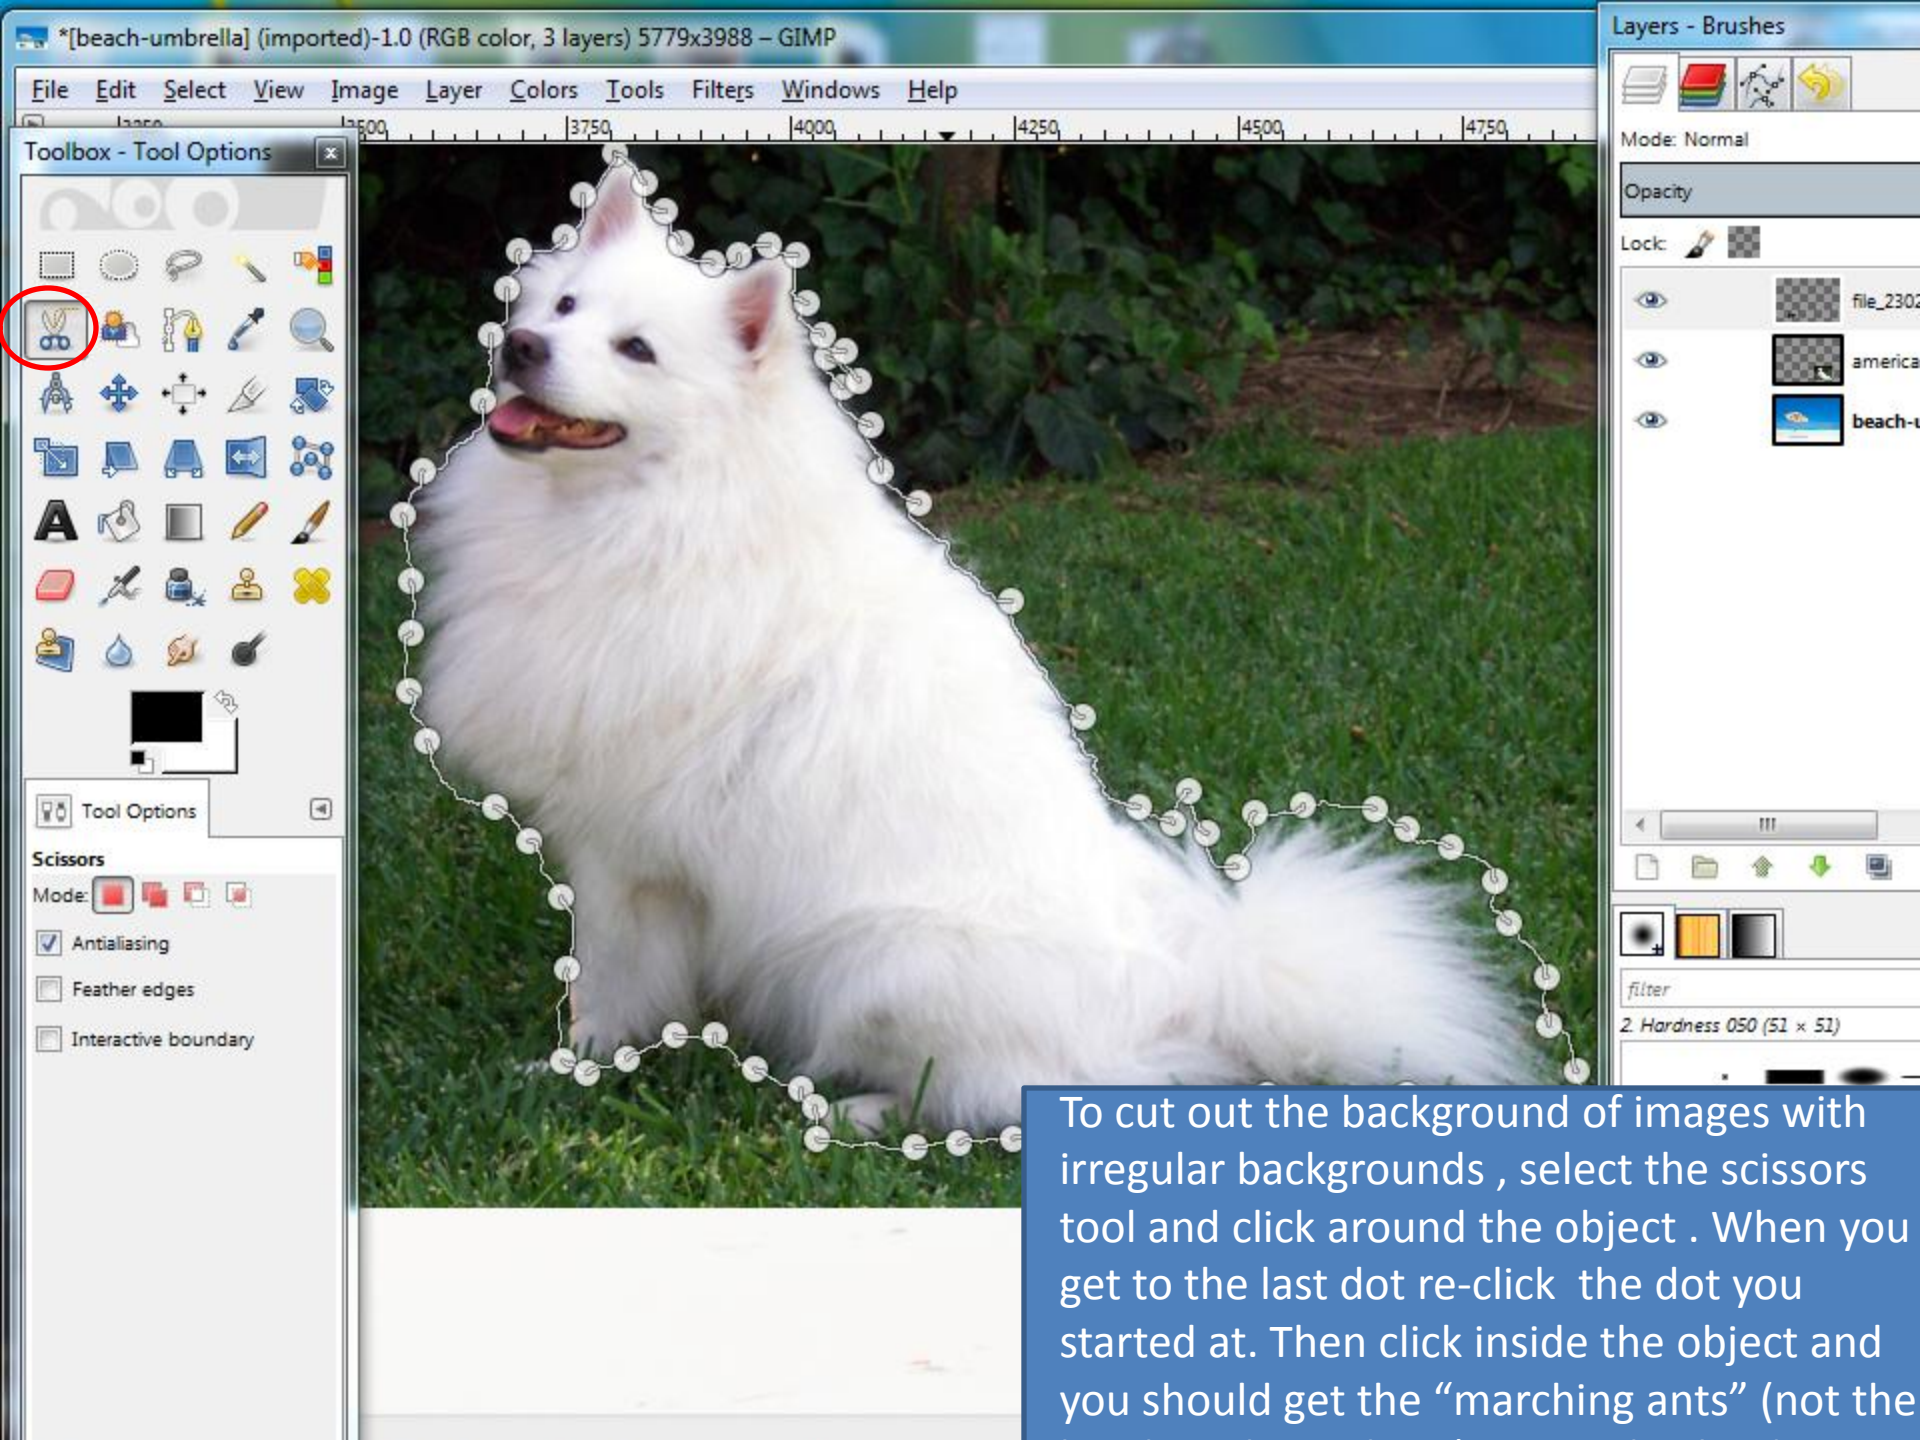 *[beach-umbrella] (imported)-1.0 (RGB color, 3 layers) 5779x3988 – GIMP
File Edit Select View Image Layer Colors Tools Filters Windows Help
3500 3750 4000 4250 4500 4750
Toolbox - Tool Options
Tool Options
Scissors
Mode:
Antialiasing
Feather edges
Interactive boundary
Layers - Brushes
Mode: Normal
Opacity
Lock:
file_2302
america
beach-u
filter
2. Hardness 050 (51 × 51)
To cut out the background of images with
irregular backgrounds , select the scissors
tool and click around the object . When you
get to the last dot re-click the dot you
started at. Then click inside the object and
you should get the “marching ants” (not the